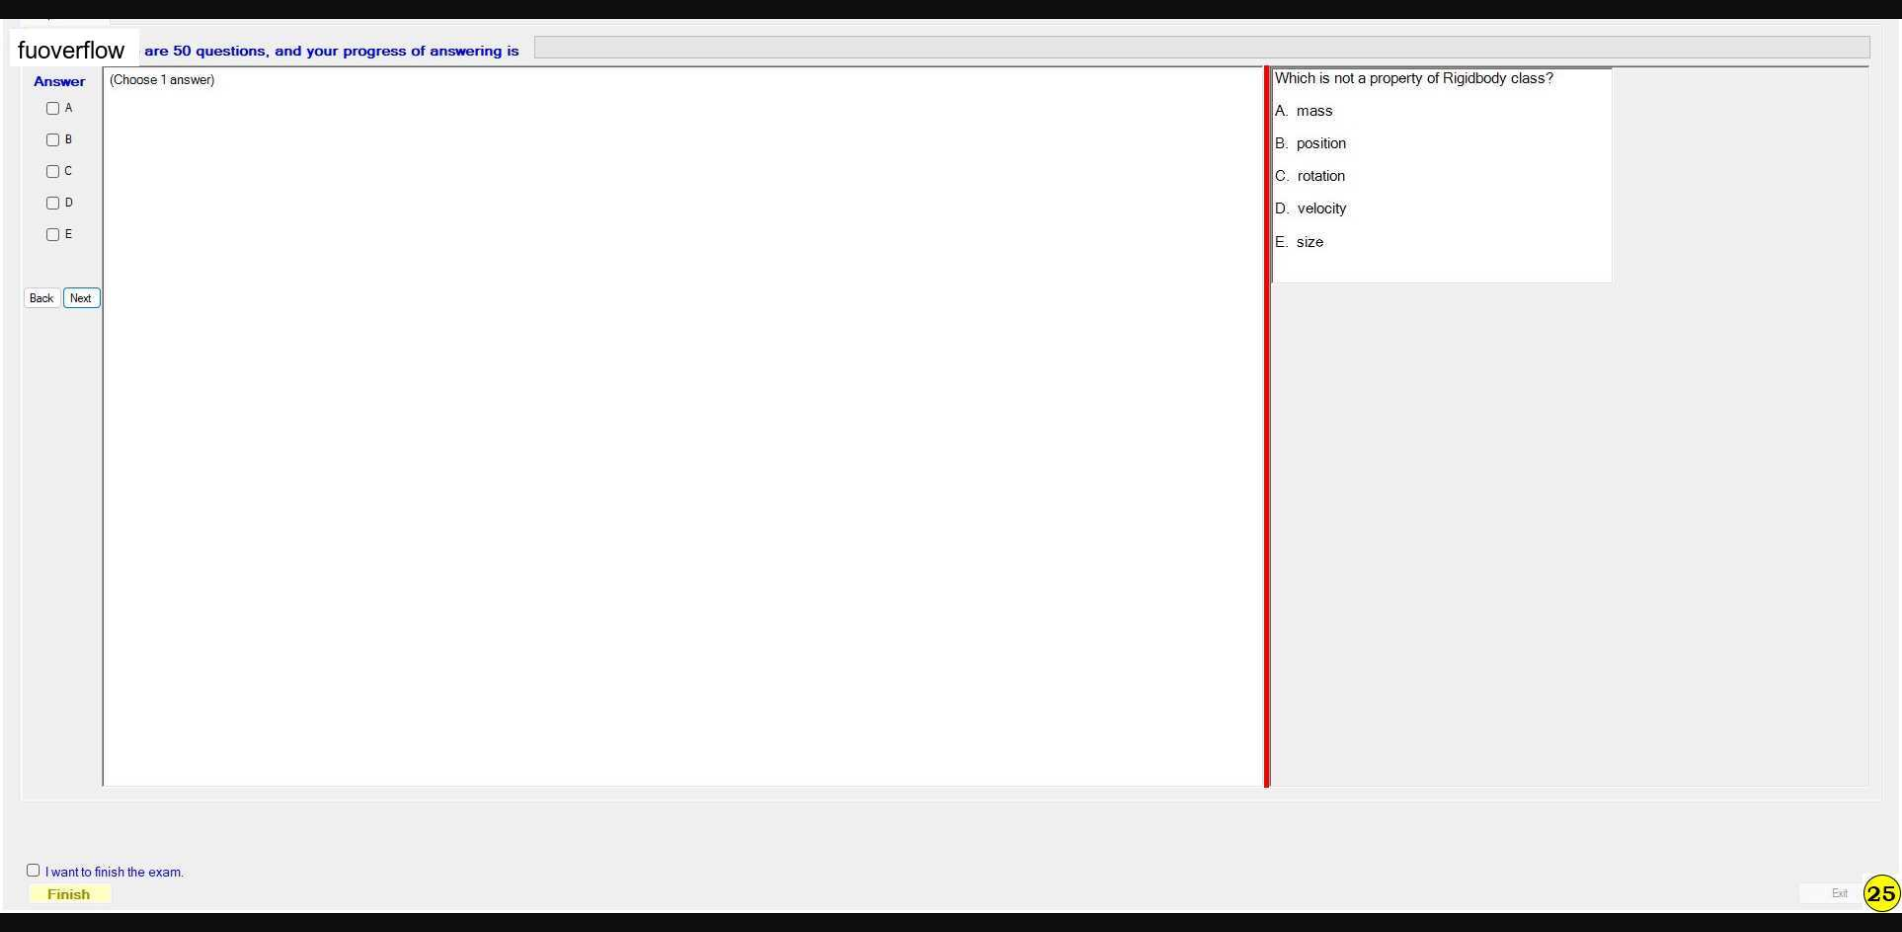 fuoverflow are 50 questions, and your progress of answering is
Answer
(Choose 1 answer)
A
B
C
D
E
Back Next
Which is not a property of Rigidbody class?
A. mass
B. position
C. rotation
D. velocity
E. size
I want to finish the exam.
Finish
Exit 25